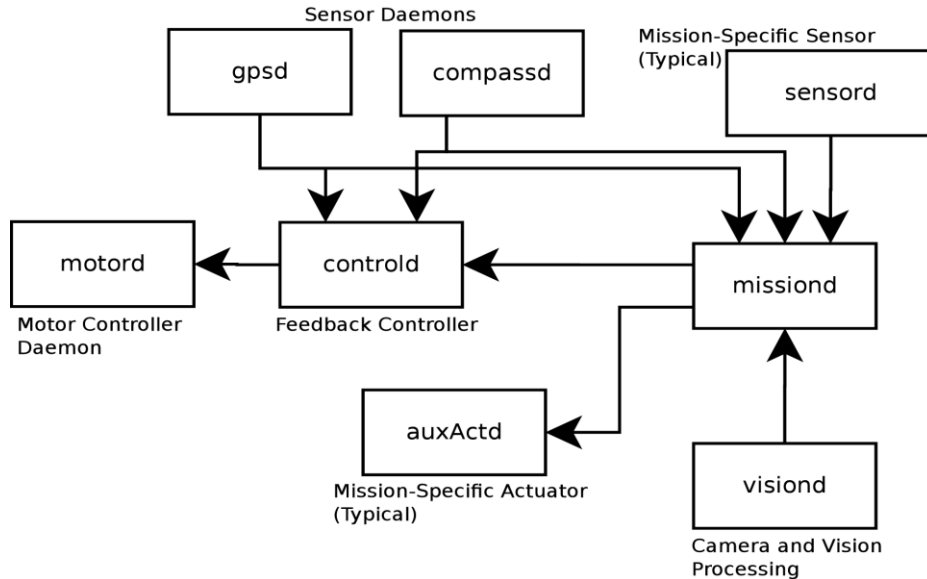 Sensor Daemons
gpsd
compassd
Mission-Specific Sensor
(Typical)
sensord
motord
controld
missiond
Motor Controller
Daemon
Feedback Controller
auxActd
Mission-Specific Actuator
(Typical)
visiond
Camera and Vision
Processing